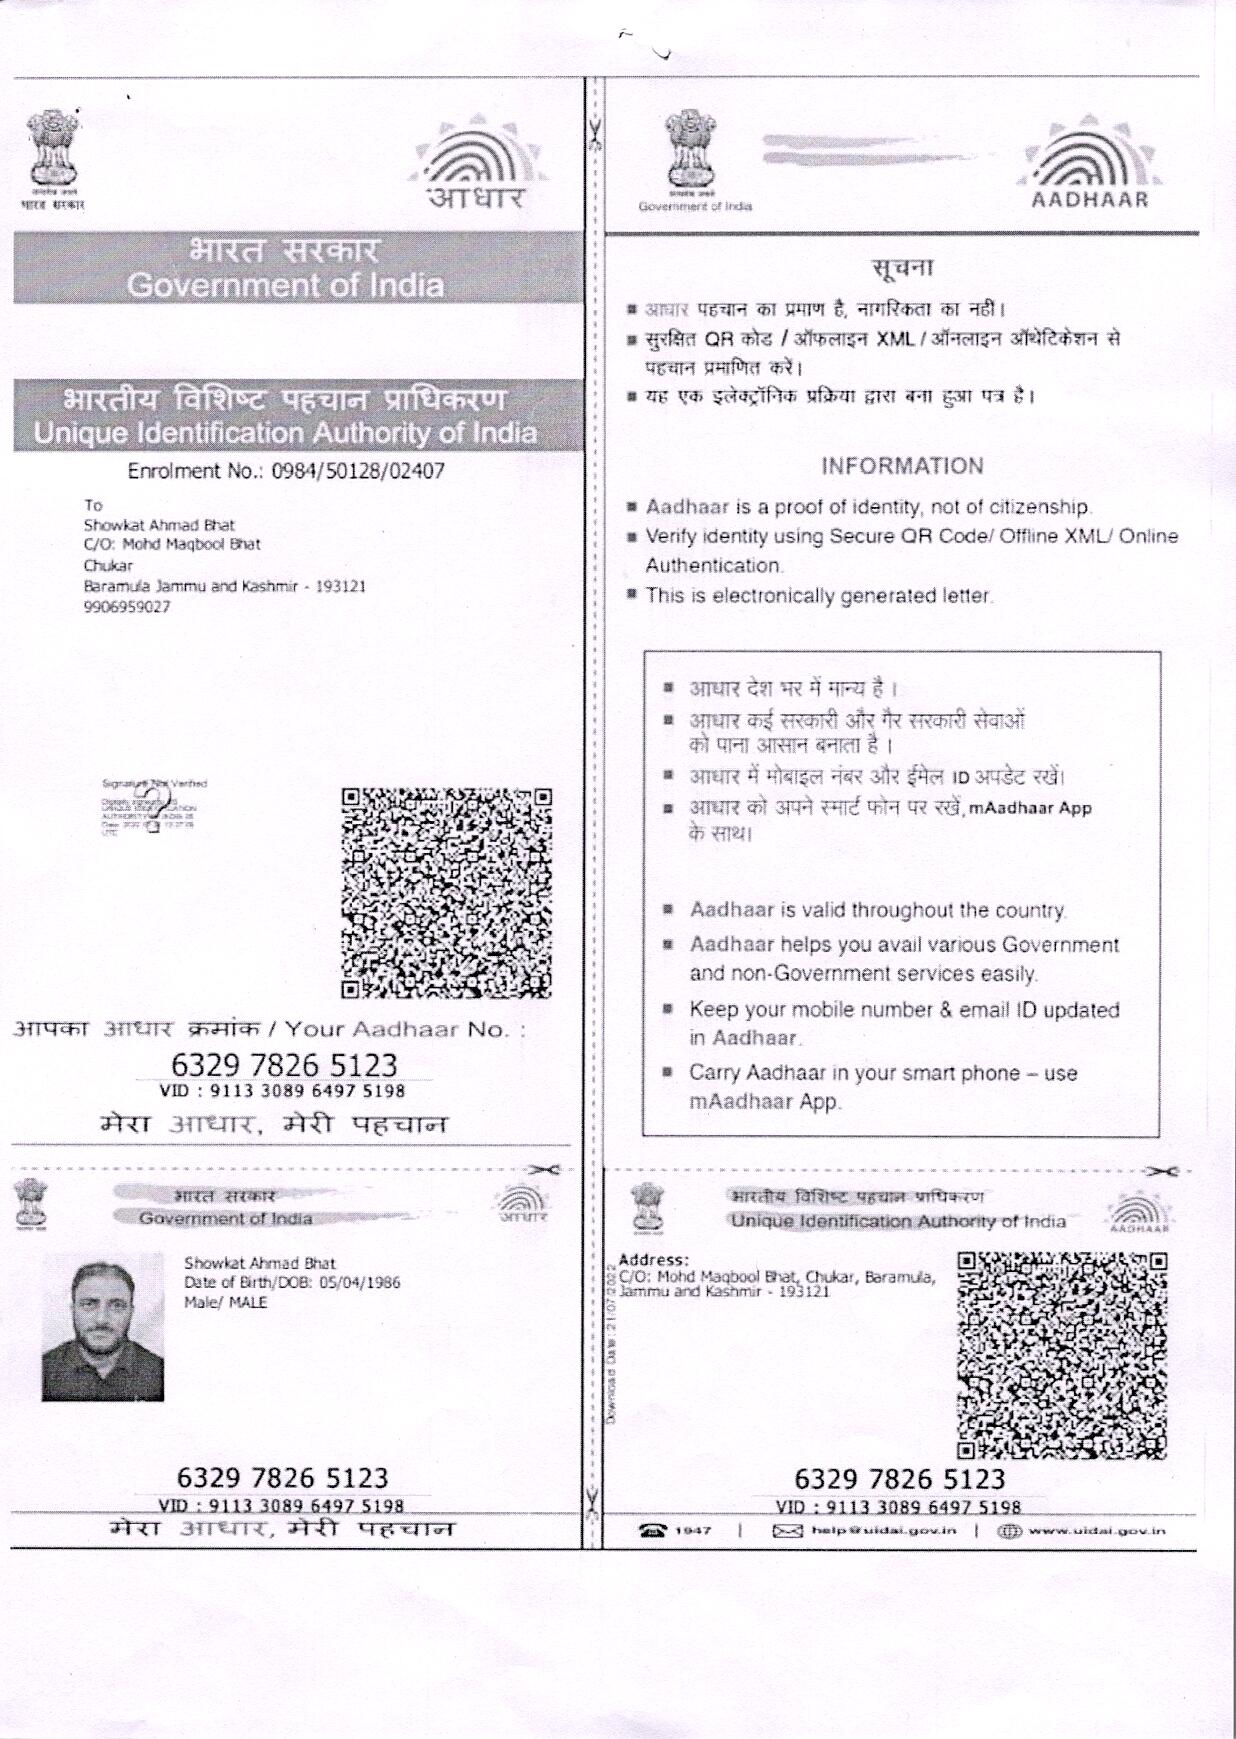 भारत सरकार
आधार
भारत सरकार
Government of India
भारतीय विशिष्ट पहचान प्राधिकरण
Unique Identification Authority of India
Enrolment No.: 0984/50128/02407
To
Showkat Ahmad Bhat
C/O: Mohd Maqbool Bhat
Chukar
Baramula Jammu and Kashmir - 193121
9906959027
Signature Not Verified
आपका आधार क्रमांक / Your Aadhaar No. :
6329 7826 5123
VID : 9113 3089 6497 5198
मेरा आधार, मेरी पहचान
Government of India
AADHAAR
सूचना
■ आधार पहचान का प्रमाण है, नागरिकता का नहीं।
■ सुरक्षित QR कोड / ऑफलाइन XML / ऑनलाइन ऑथेंटिकेशन से
पहचान प्रमाणित करें।
■ यह एक इलेक्ट्रॉनिक प्रक्रिया द्वारा बना हुआ पत्र है।
INFORMATION
■ Aadhaar is a proof of identity, not of citizenship.
■ Verify identity using Secure QR Code/ Offline XML/ Online
Authentication.
■ This is electronically generated letter.
■ आधार देश भर में मान्य है ।
■ आधार कई सरकारी और गैर सरकारी सेवाओं
को पाना आसान बनाता है ।
■ आधार में मोबाइल नंबर और ईमेल ID अपडेट रखें।
■ आधार को अपने स्मार्ट फोन पर रखें, mAadhaar App
के साथ।
■ Aadhaar is valid throughout the country.
■ Aadhaar helps you avail various Government
and non-Government services easily.
■ Keep your mobile number & email ID updated
in Aadhaar.
■ Carry Aadhaar in your smart phone – use
mAadhaar App.
भारत सरकार
Government of India
आधार
Showkat Ahmad Bhat
Date of Birth/DOB: 05/04/1986
Male/ MALE
6329 7826 5123
VID : 9113 3089 6497 5198
मेरा आधार, मेरी पहचान
भारतीय विशिष्ट पहचान प्राधिकरण
Unique Identification Authority of India
AADHAAR
Download Date: 21/07/2022
Address:
C/O: Mohd Maqbool Bhat, Chukar, Baramula,
Jammu and Kashmir - 193121
6329 7826 5123
VID : 9113 3089 6497 5198
1947 | help@uidai.gov.in | www.uidai.gov.in